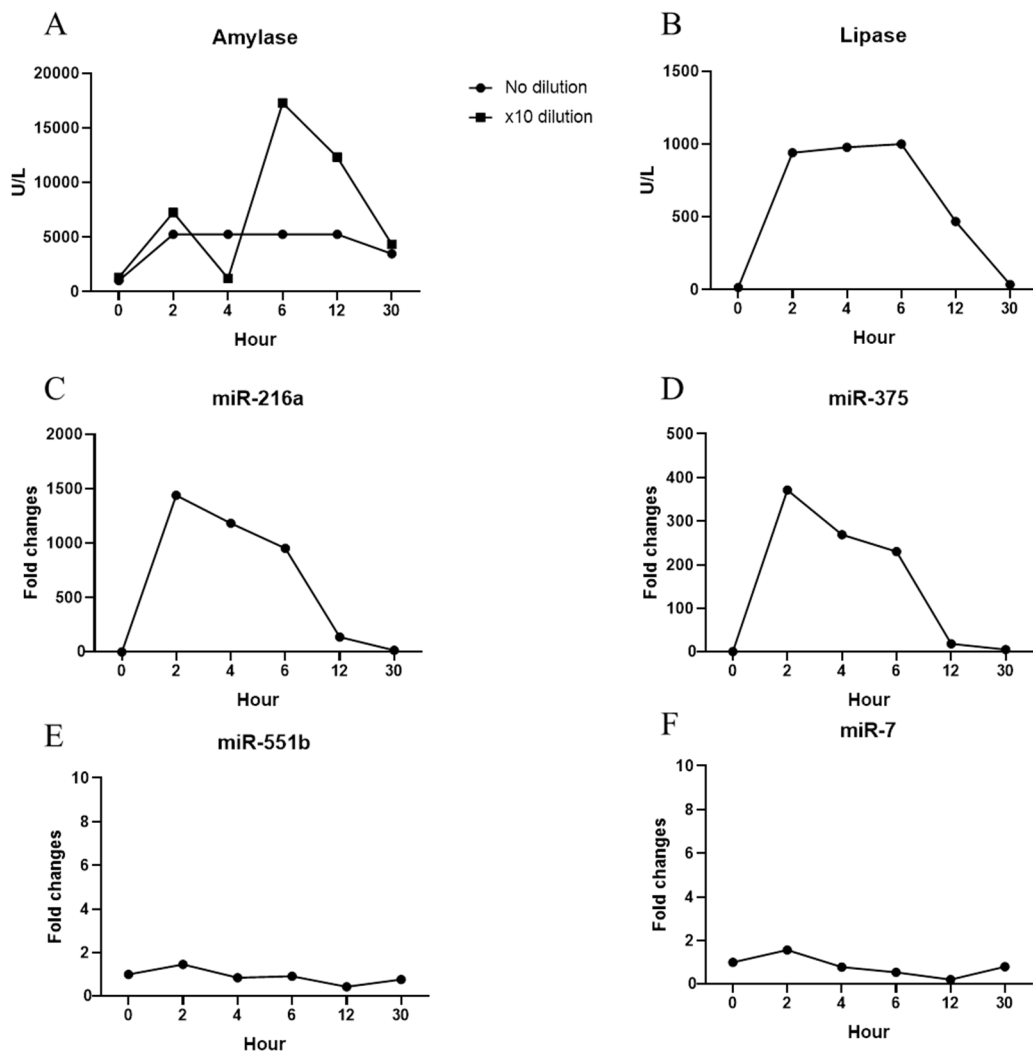 A
Amylase
20000
15000
10000
5000
0
U/L
0 2 4 6 12 30
Hour
No dilution
x10 dilution
B
Lipase
1500
1000
500
0
U/L
0 2 4 6 12 30
Hour
C
miR-216a
2000
1500
1000
500
0
Fold changes
0 2 4 6 12 30
Hour
D
miR-375
500
400
300
200
100
0
Fold changes
0 2 4 6 12 30
Hour
E
miR-551b
10
8
6
4
2
0
Fold changes
0 2 4 6 12 30
Hour
F
miR-7
10
8
6
4
2
0
Fold changes
0 2 4 6 12 30
Hour